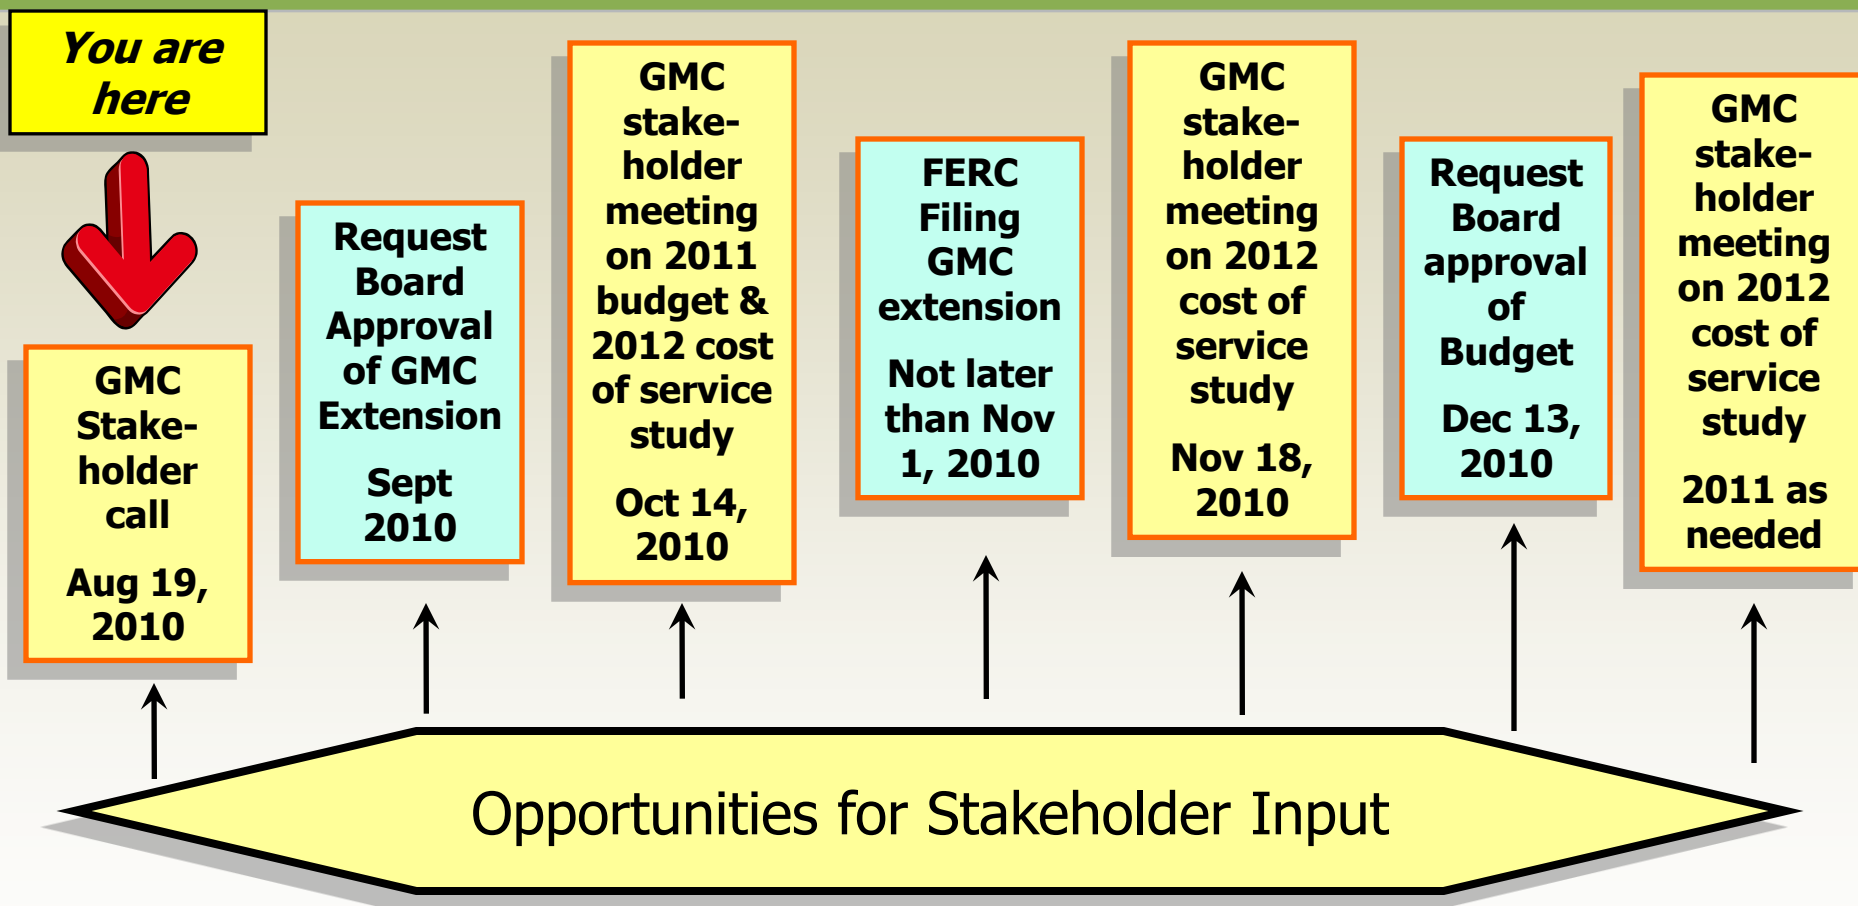 You are
here
GMC
Stake-
holder
call
Aug 19,
2010
Request
Board
Approval
of GMC
Extension
Sept
2010
GMC
stake-
holder
meeting
on 2011
budget &
2012 cost
of service
study
Oct 14,
2010
FERC
Filing
GMC
extension
Not later
than Nov
1, 2010
GMC
stake-
holder
meeting
on 2012
cost of
service
study
Nov 18,
2010
Request
Board
approval
of
Budget
Dec 13,
2010
GMC
stake-
holder
meeting
on 2012
cost of
service
study
2011 as
needed
Opportunities for Stakeholder Input